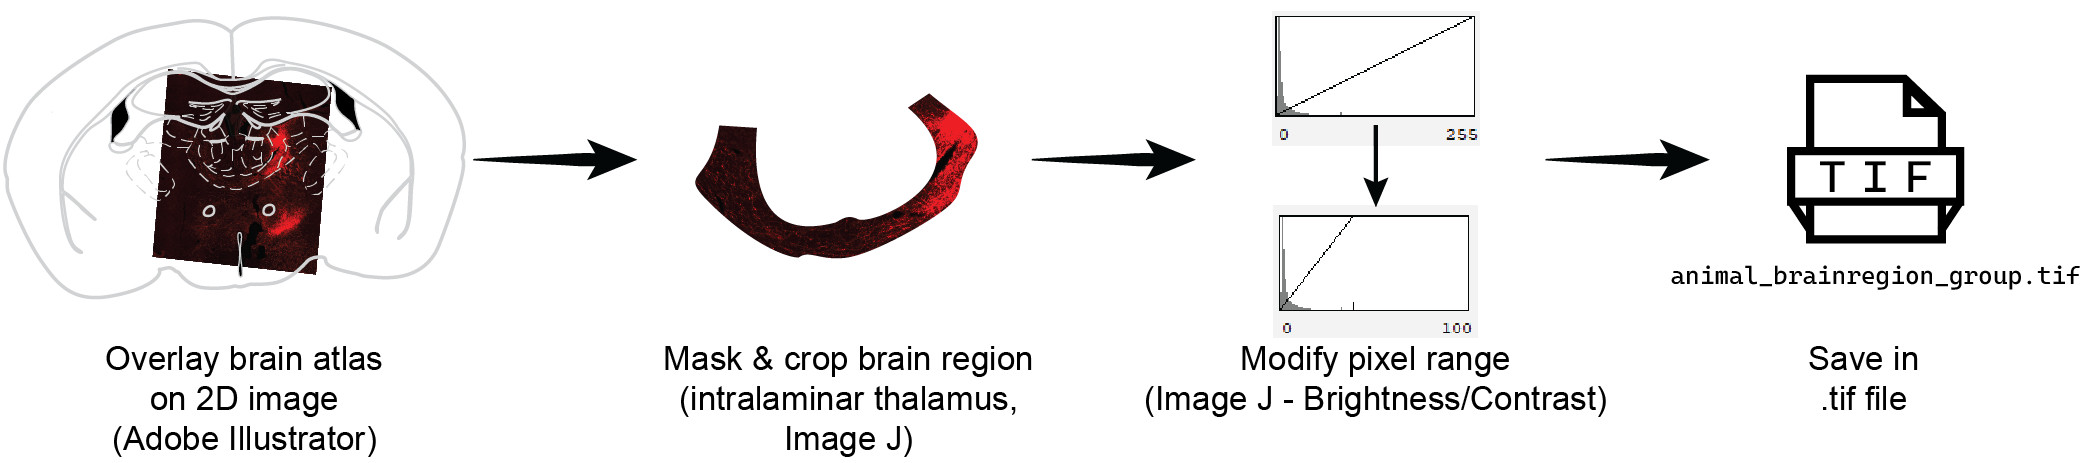 0 255
0 100
TIF
animal_brainregion_group.tif
Overlay brain atlas
on 2D image
(Adobe Illustrator)
Mask & crop brain region
(intralaminar thalamus,
Image J)
Modify pixel range
(Image J - Brightness/Contrast)
Save in
.tif file